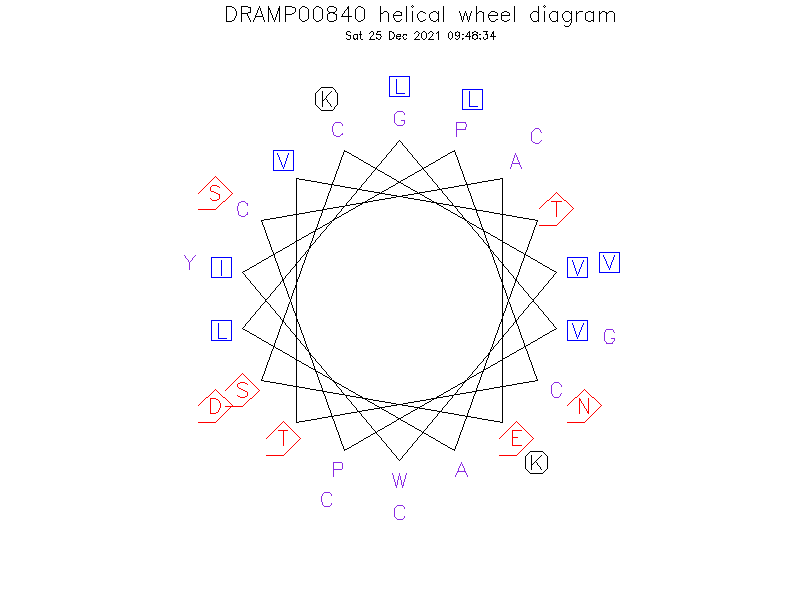 DRAMP00840 helical wheel diagram
Sat 25 Dec 2021 09:48:34
L
K L
G
C P C
V A
S C T
Y I V V
L V G
D S C N
T E
K
P W A
C
C